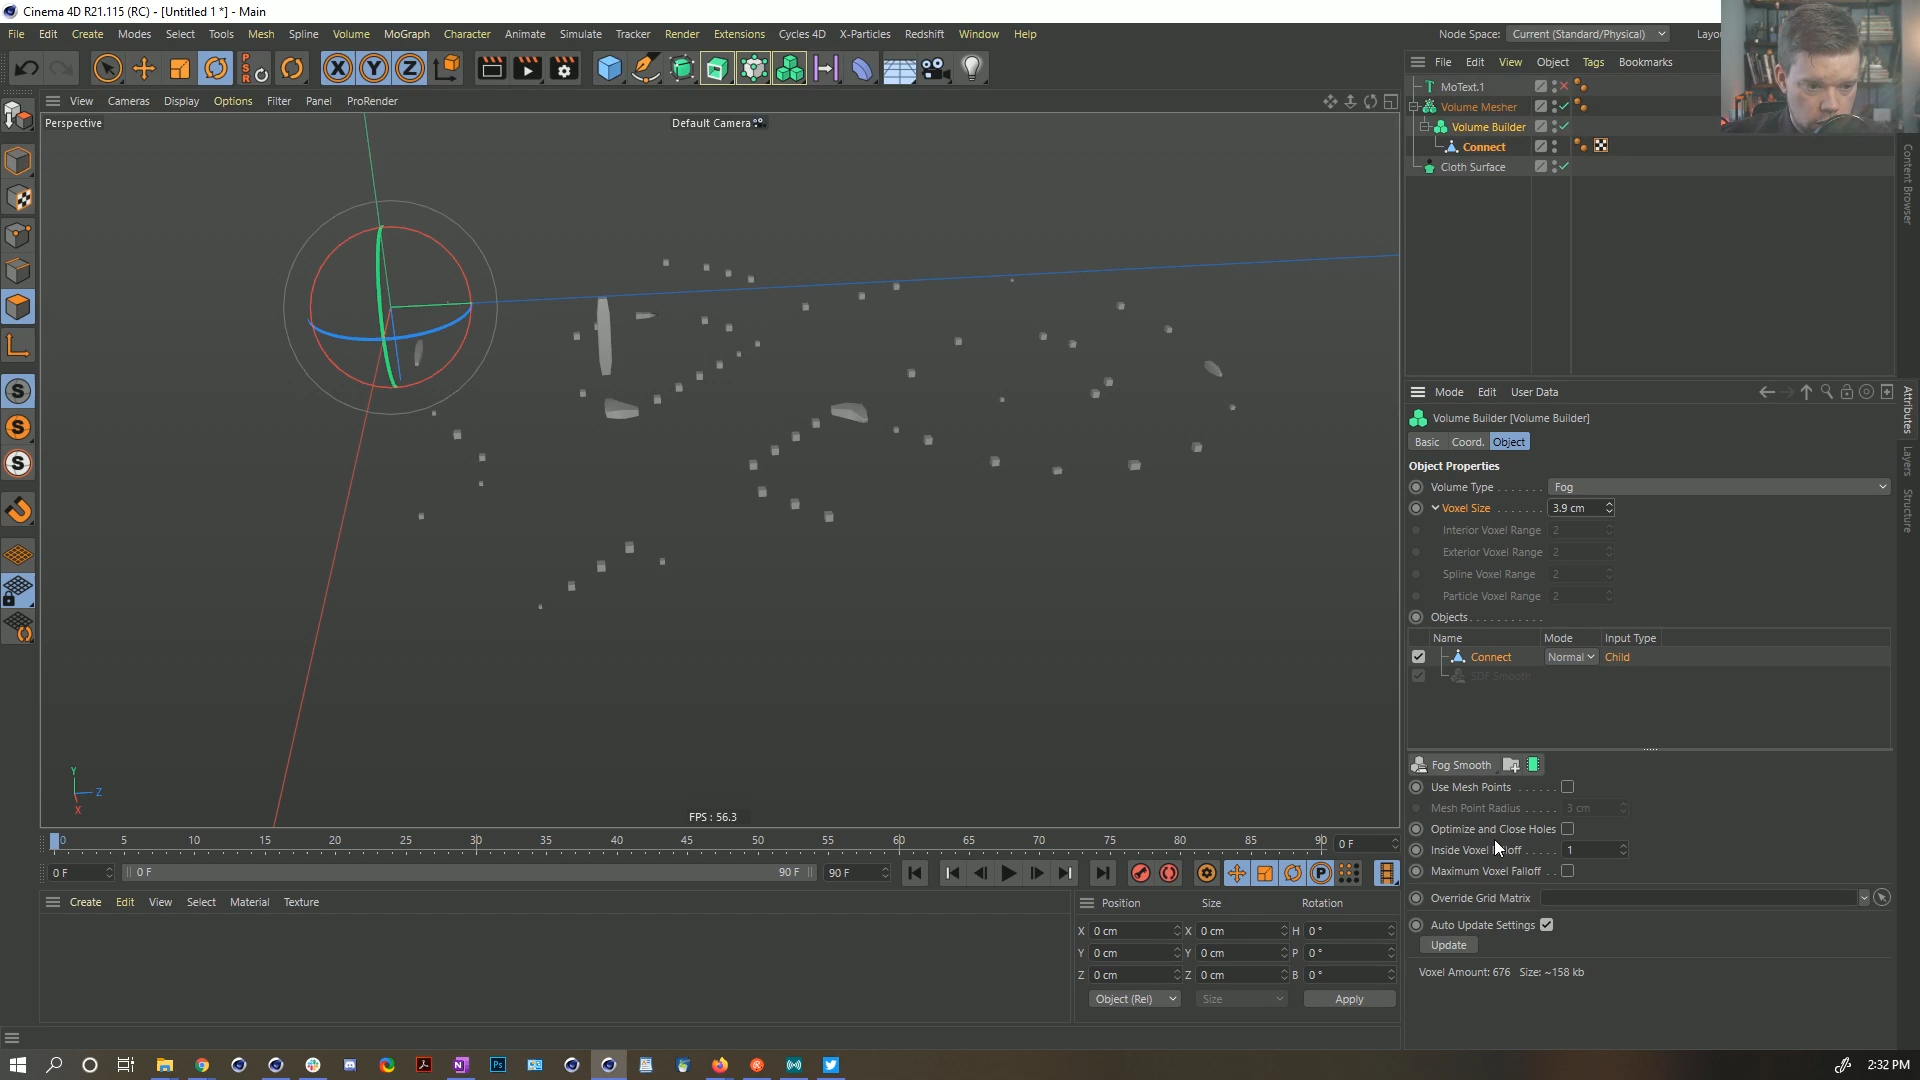 Cinema 4D R21.115 (RC) - [Untitled 1 *] - Main
File Edit Create Modes Select Tools Mesh Spline Volume MoGraph Character Animate Simulate Tracker Render Extensions Cycles 4D X-Particles Redshift Window Help
Node Space: Current (Standard/Physical) Layou
PSR
X Y Z
File Edit View Object Tags Bookmarks
MoText.1
Volume Mesher
Volume Builder
Connect
Cloth Surface
View Cameras Display Options Filter Panel ProRender
Perspective
Default Camera
Y
Z
X
FPS : 56.3
Content Browser
Attributes
Layers
Structure
Mode Edit User Data
Volume Builder [Volume Builder]
Basic Coord. Object
Object Properties
Volume Type . . . . . . . Fog
Voxel Size . . . . . . . 3.9 cm
Interior Voxel Range 2
Exterior Voxel Range 2
Spline Voxel Range 2
Particle Voxel Range 2
Objects . . . . . . . . . . .
Name Mode Input Type
Connect Normal Child
SDF Smooth
Fog Smooth
Use Mesh Points . . . . . .
Mesh Point Radius . . . . . 3 cm
Optimize and Close Holes
Inside Voxel Falloff . . . . . 1
Maximum Voxel Falloff . .
Override Grid Matrix
Auto Update Settings
Update
Voxel Amount: 676 Size: ~158 kb
0 5 10 15 20 25 30 35 40 45 50 55 60 65 70 75 80 85 90 0 F
0 F 0 F 90 F 90 F
P
Create Edit View Select Material Texture
Position Size Rotation
X 0 cm X 0 cm H 0 °
Y 0 cm Y 0 cm P 0 °
Z 0 cm Z 0 cm B 0 °
Object (Rel) Size Apply
2:32 PM